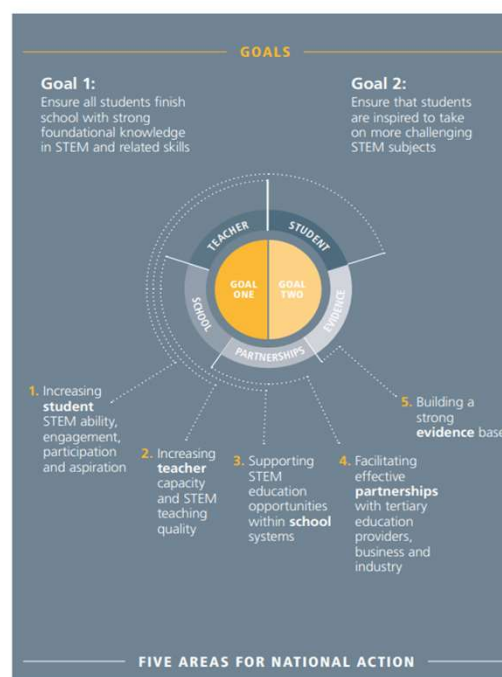 GOALS
Goal 1:
Ensure all students finish
school with strong
foundational knowledge
in STEM and related skills
Goal 2:
Ensure that students
are inspired to take
on more challenging
STEM subjects
TEACHER
STUDENT
SCHOOL
GOAL
ONE
GOAL
TWO
EVIDENCE
PARTNERSHIPS
1. Increasing
student
STEM ability,
engagement,
participation
and aspiration
2. Increasing
teacher
capacity
and STEM
teaching
quality
3. Supporting
STEM
education
opportunities
within school
systems
4. Facilitating
effective
partnerships
with tertiary
education
providers,
business and
industry
5. Building a
strong
evidence base
FIVE AREAS FOR NATIONAL ACTION